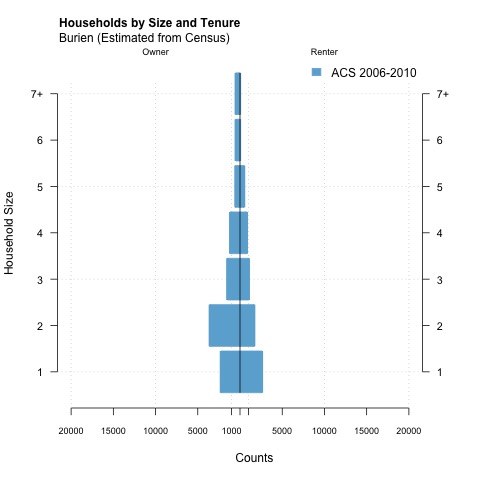 Households by Size and Tenure
Burien (Estimated from Census)
Owner Renter
ACS 2006-2010
7+ 7+
6 6
5 5
4 4
3 3
2 2
1 1
Household Size
20000 15000 10000 5000 1000 5000 10000 15000 20000
Counts